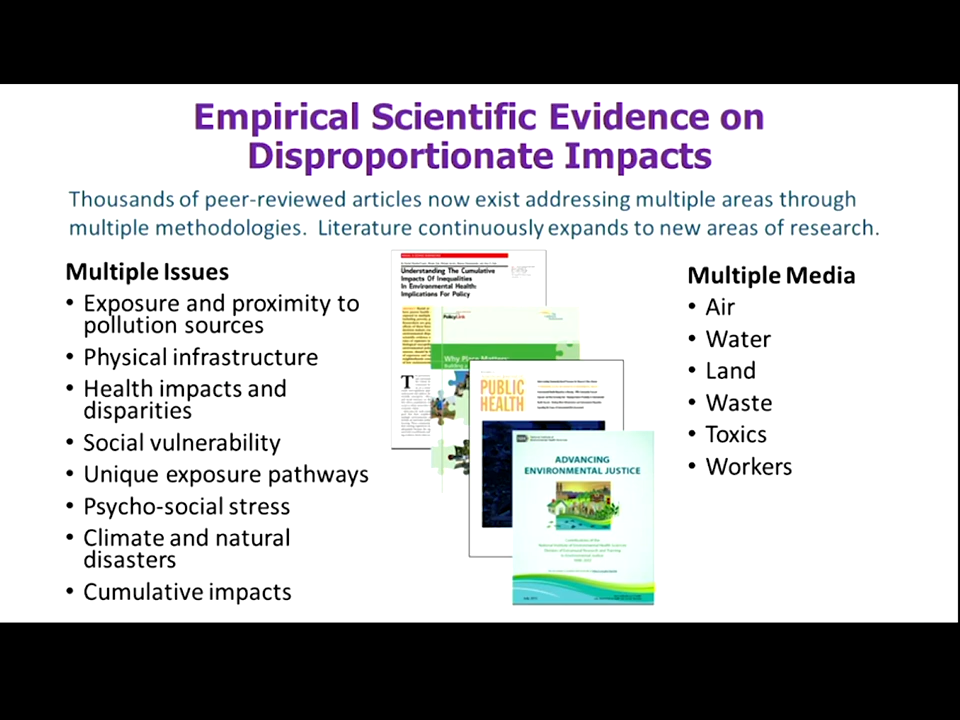 Empirical Scientific Evidence on
Disproportionate Impacts
Thousands of peer-reviewed articles now exist addressing multiple areas through
multiple methodologies. Literature continuously expands to new areas of research.
Multiple Issues
• Exposure and proximity to
pollution sources
• Physical infrastructure
• Health impacts and
disparities
• Social vulnerability
• Unique exposure pathways
• Psycho-social stress
• Climate and natural
disasters
• Cumulative impacts
Understanding The Cumulative
Impacts Of Inequalities
In Environmental Health:
Implications For Policy
PolicyLink
Why Place Matters:
PUBLIC
HEALTH
ADVANCING
ENVIRONMENTAL JUSTICE
Multiple Media
• Air
• Water
• Land
• Waste
• Toxics
• Workers